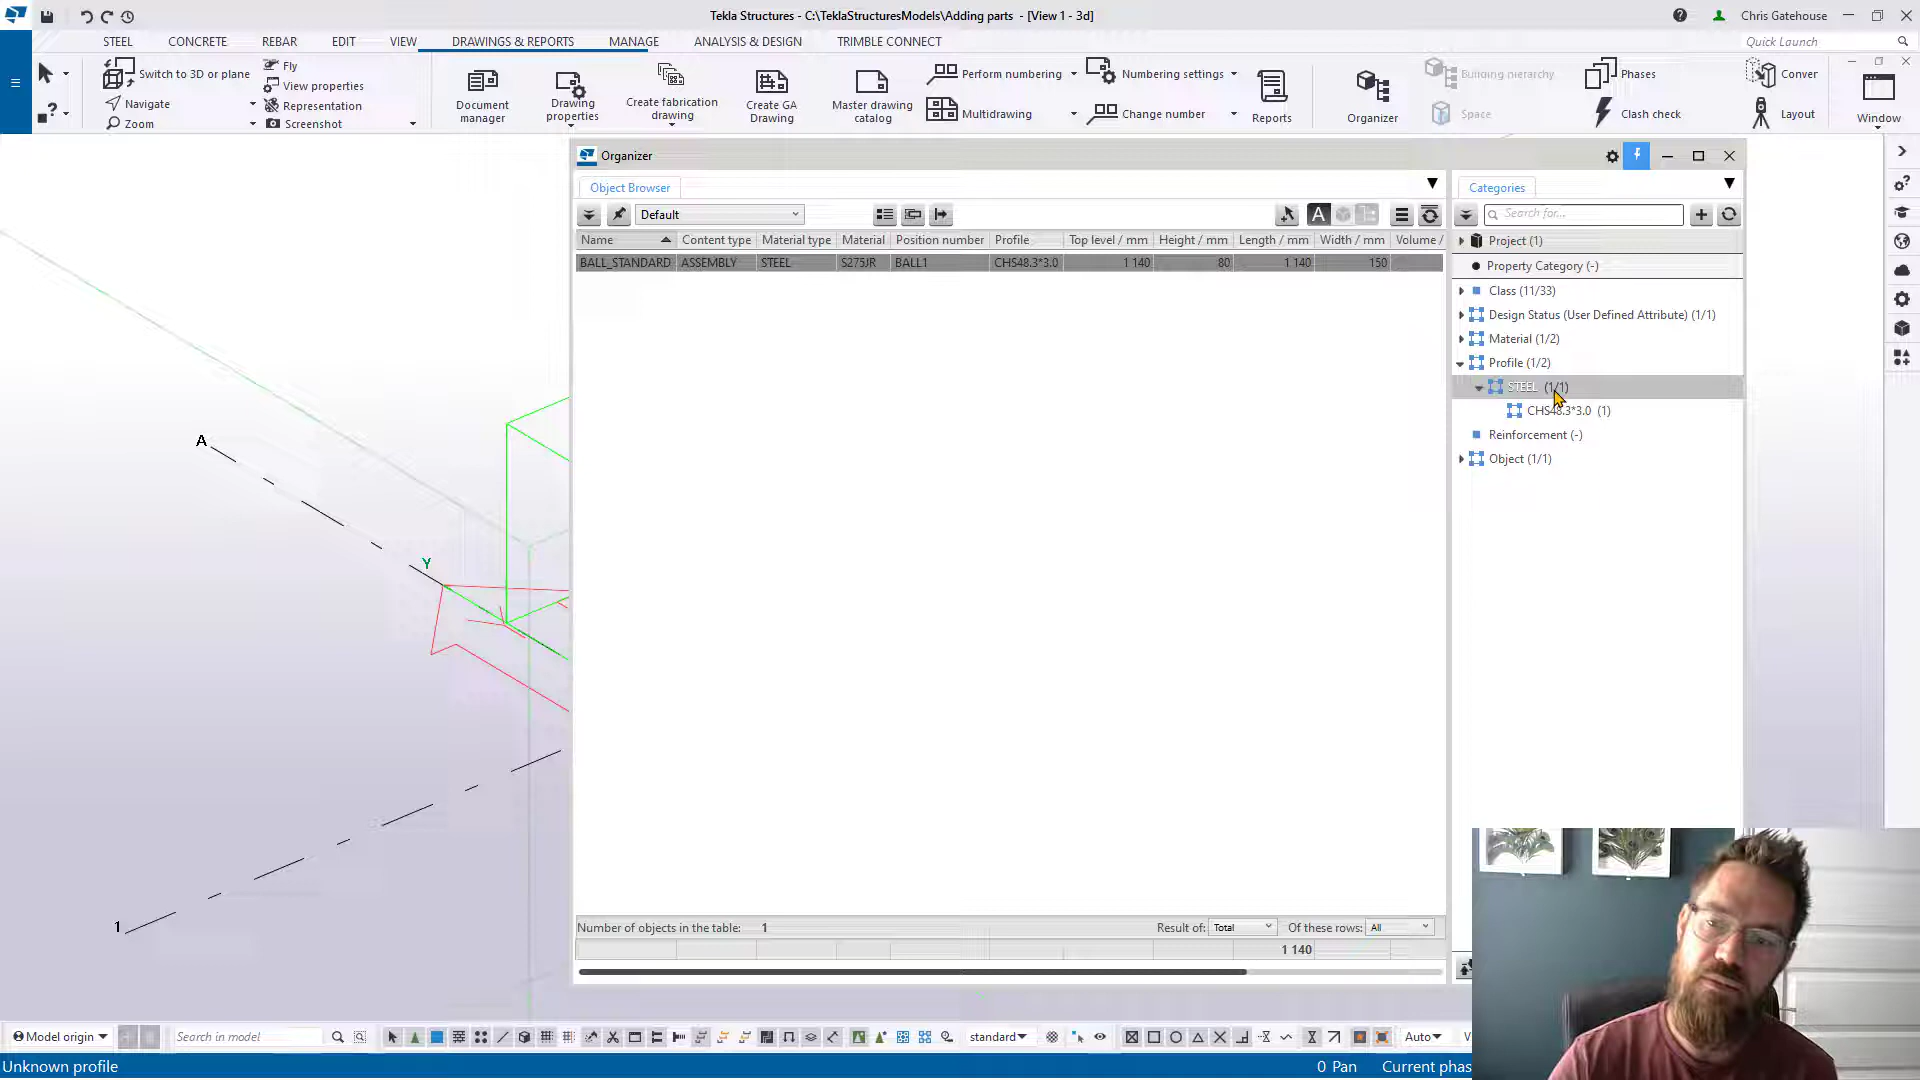 Tekla Structures - C:\TeklaStructuresModels\Adding parts - [View 1 - 3d]
Chris Gatehouse
STEEL CONCRETE REBAR EDIT VIEW DRAWINGS & REPORTS MANAGE ANALYSIS & DESIGN TRIMBLE CONNECT
Quick Launch
Switch to 3D or plane
Navigate
Zoom
Fly
View properties
Representation
Screenshot
Document manager
Drawing properties
Create fabrication drawing
Create GA Drawing
Master drawing catalog
Perform numbering
Multidrawing
Numbering settings
Change number
Reports
Organizer
Building hierarchy
Space
Phases
Clash check
Conver
Layout
Window
Organizer
Object Browser
Default
Name Content type Material type Material Position number Profile Top level / mm Height / mm Length / mm Width / mm Volume /
BALL_STANDARD ASSEMBLY STEEL S275JR BALL1 CHS48.3*3.0 1 140 80 1 140 150
Number of objects in the table: 1
Result of: Total Of these rows: All
1 140
Categories
Search for...
Project (1)
Property Category (-)
Class (11/33)
Design Status (User Defined Attribute) (1/1)
Material (1/2)
Profile (1/2)
STEEL (1/1)
CHS48.3*3.0 (1)
Reinforcement (-)
Object (1/1)
A
Y
1
Model origin
Search in model
standard
Auto
V
Unknown profile
0 Pan
Current phas